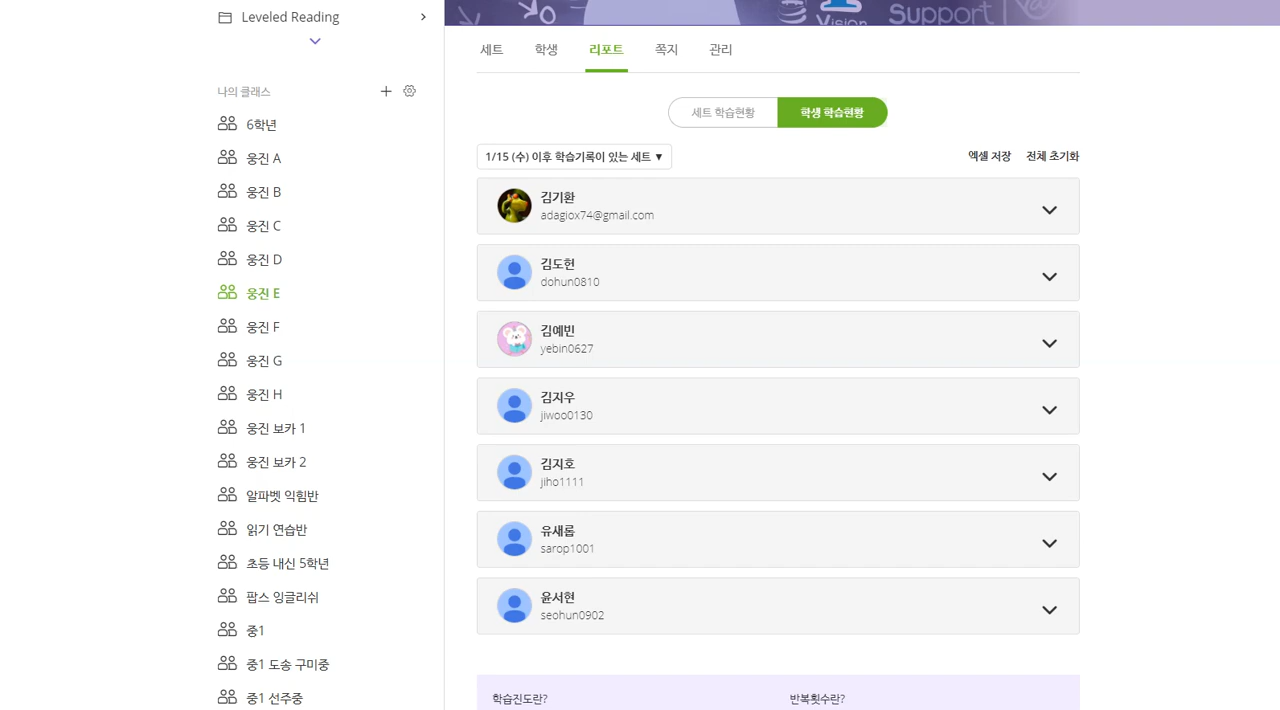 Leveled Reading
나의 클래스
6학년
웅진 A
웅진 B
웅진 C
웅진 D
웅진 E
웅진 F
웅진 G
웅진 H
웅진 보카 1
웅진 보카 2
알파벳 익힘반
읽기 연습반
초등 내신 5학년
팝스 잉글리쉬
중1
중1 도송 구미중
중1 선주중
Vision
Support
세트 학생 리포트 쪽지 관리
세트 학습현황 학생 학습현황
1/15 (수) 이후 학습기록이 있는 세트 ▼ 엑셀 저장 전체 초기화
김기환
adagiox74@gmail.com
김도헌
dohun0810
김예빈
yebin0627
김지우
jiwoo0130
김지호
jiho1111
유새롬
sarop1001
윤서현
seohun0902
학습진도란? 반복횟수란?